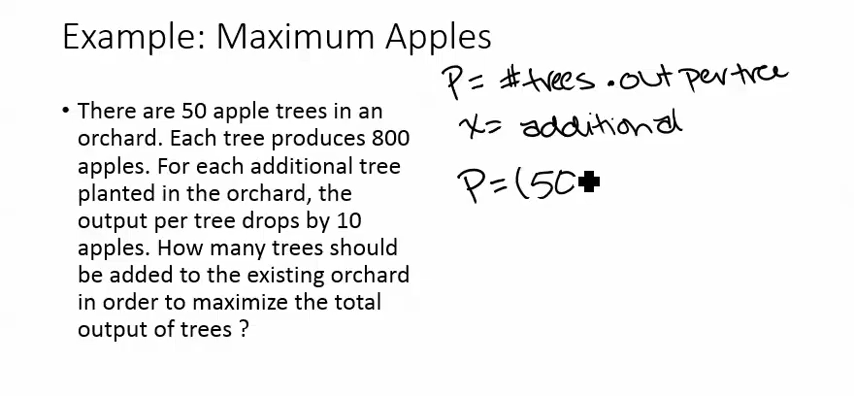 Example: Maximum Apples
• There are 50 apple trees in an
orchard. Each tree produces 800
apples. For each additional tree
planted in the orchard, the
output per tree drops by 10
apples. How many trees should
be added to the existing orchard
in order to maximize the total
output of trees ?
P = #trees . out per tree
x = additional
P = (50